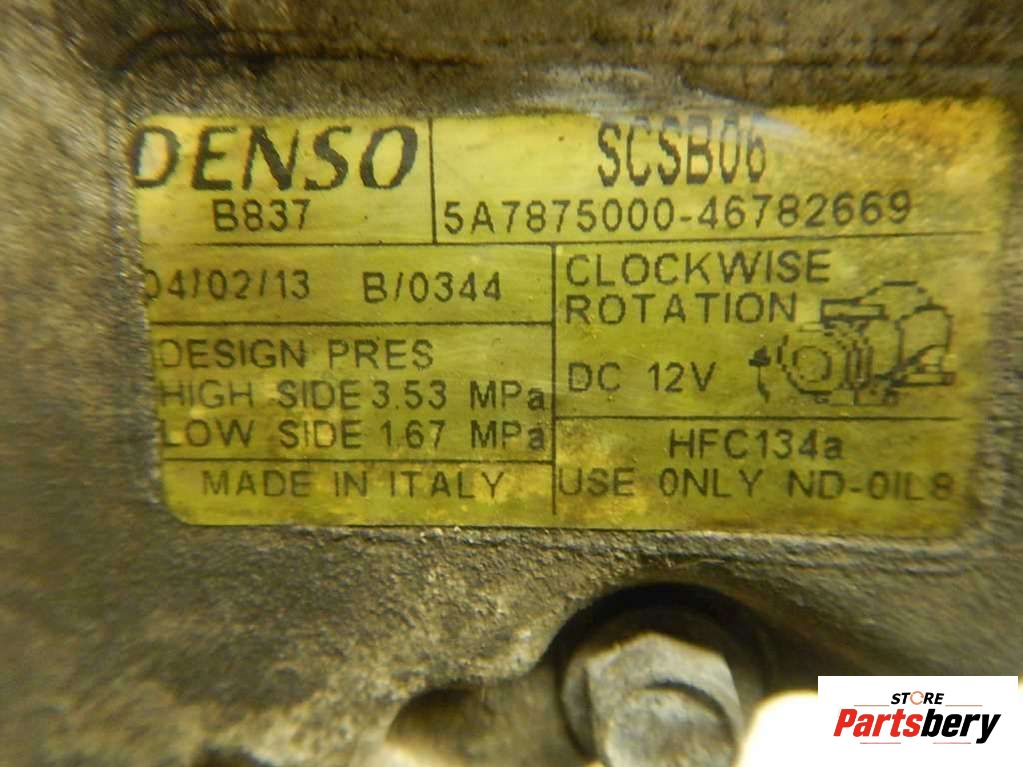 DENSO
SCSB06
B837
5A7875000-46782669
04/02/13 B/0344
CLOCKWISE
ROTATION
DC 12V
DESIGN PRES
HIGH SIDE 3.53 MPa
LOW SIDE 1.67 MPa
HFC134a
MADE IN ITALY
USE ONLY ND-OIL8
STORE
Partsbery